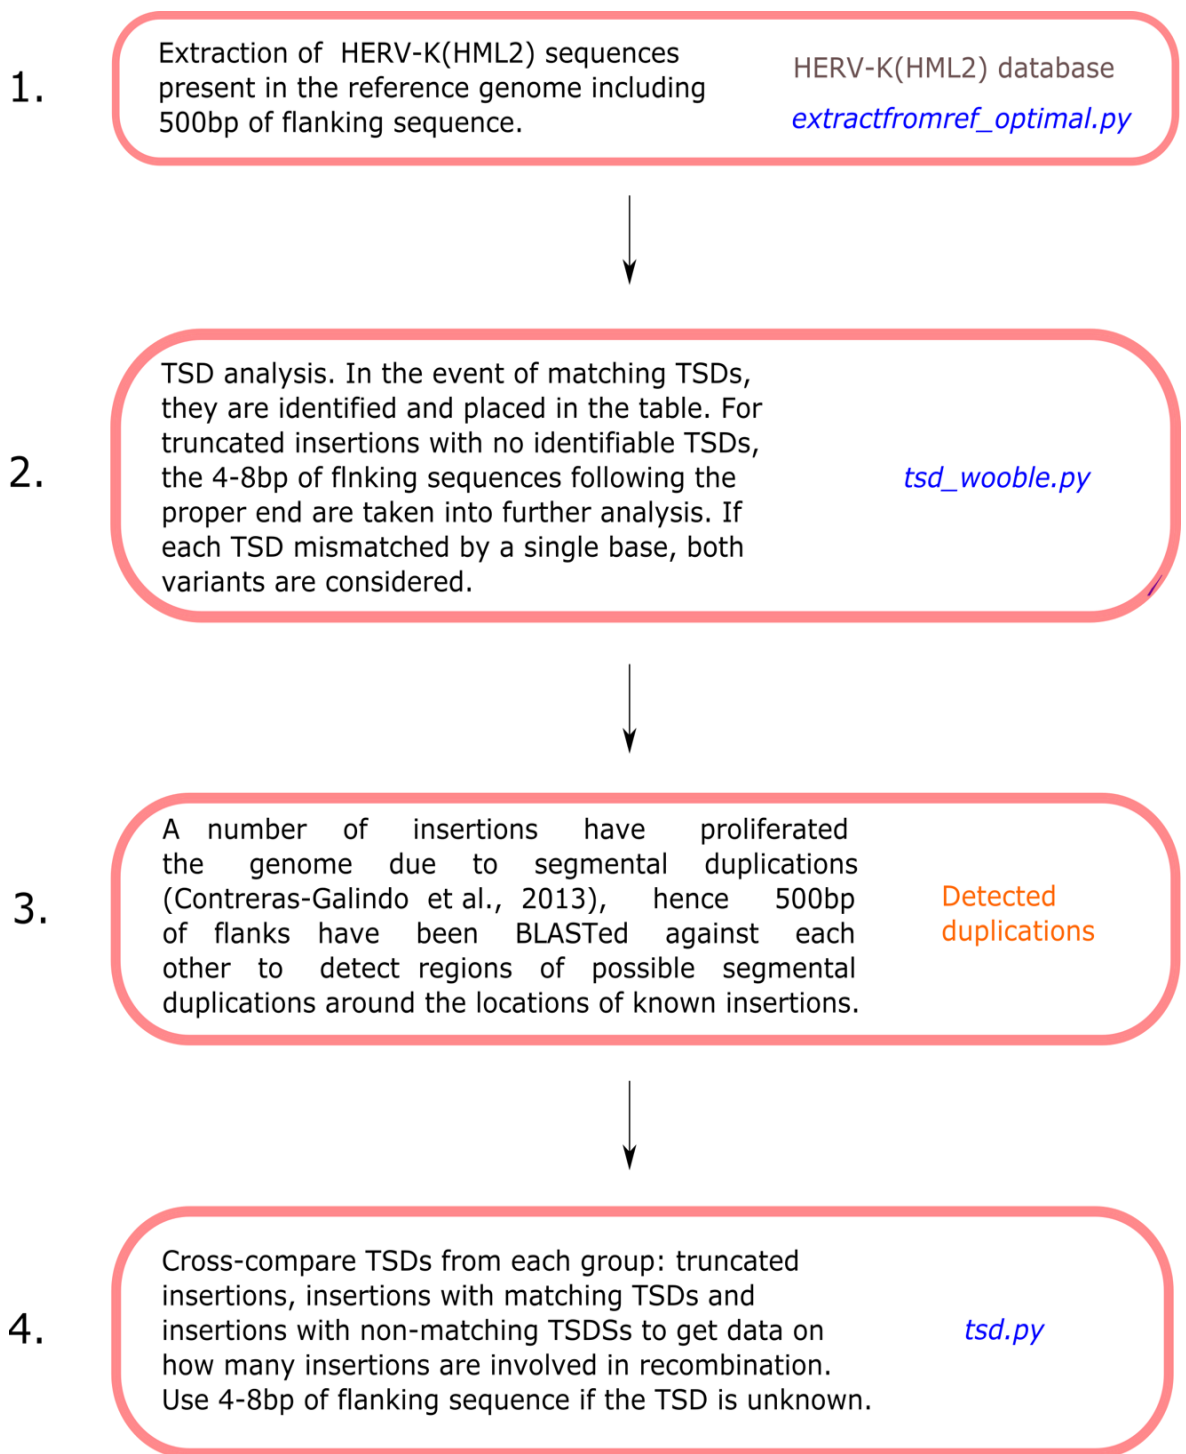 1.
Extraction of HERV-K(HML2) sequences
present in the reference genome including
500bp of flanking sequence.
HERV-K(HML2) database
extractfromref_optimal.py
2.
TSD analysis. In the event of matching TSDs,
they are identified and placed in the table. For
truncated insertions with no identifiable TSDs,
the 4-8bp of flnking sequences following the
proper end are taken into further analysis. If
each TSD mismatched by a single base, both
variants are considered.
tsd_wooble.py
3.
A number of insertions have proliferated
the genome due to segmental duplications
(Contreras-Galindo et al., 2013), hence 500bp
of flanks have been BLASTed against each
other to detect regions of possible segmental
duplications around the locations of known insertions.
Detected
duplications
4.
Cross-compare TSDs from each group: truncated
insertions, insertions with matching TSDs and
insertions with non-matching TSDSs to get data on
how many insertions are involved in recombination.
Use 4-8bp of flanking sequence if the TSD is unknown.
tsd.py